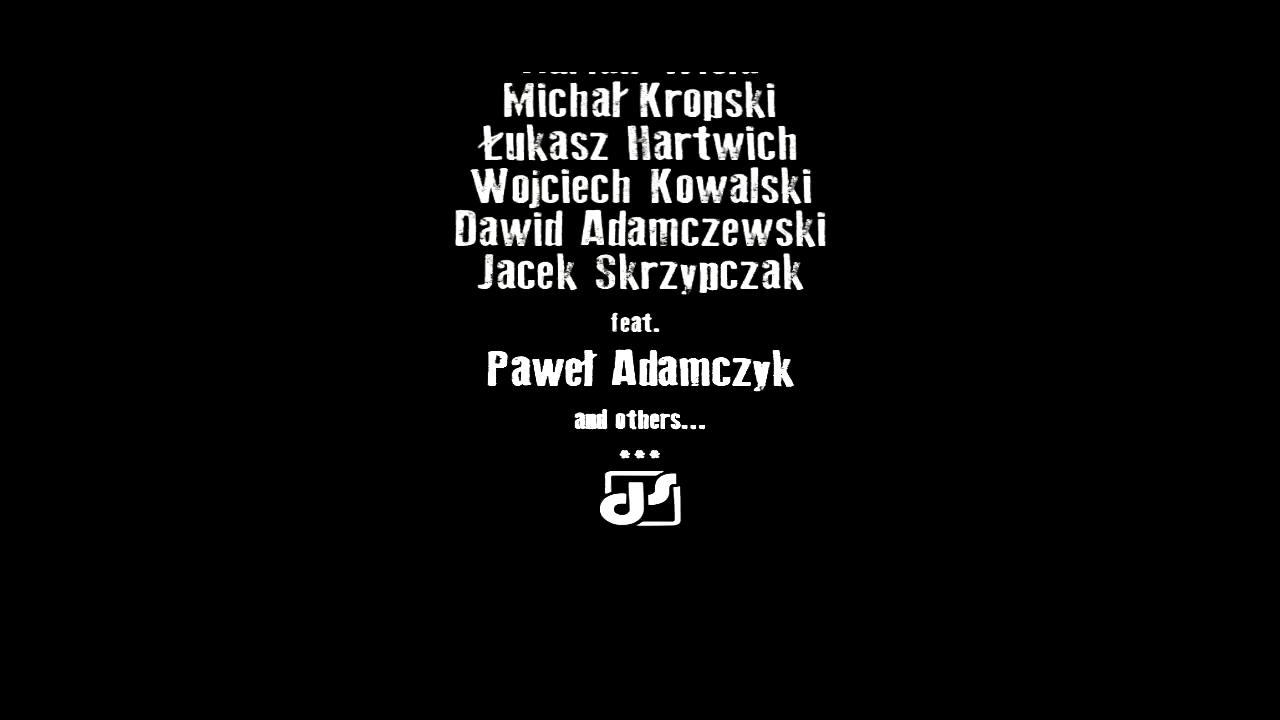 Michał Kropski
Łukasz Hartwich
Wojciech Kowalski
Dawid Adamczewski
Jacek Skrzypczak
feat.
Paweł Adamczyk
and others...
***